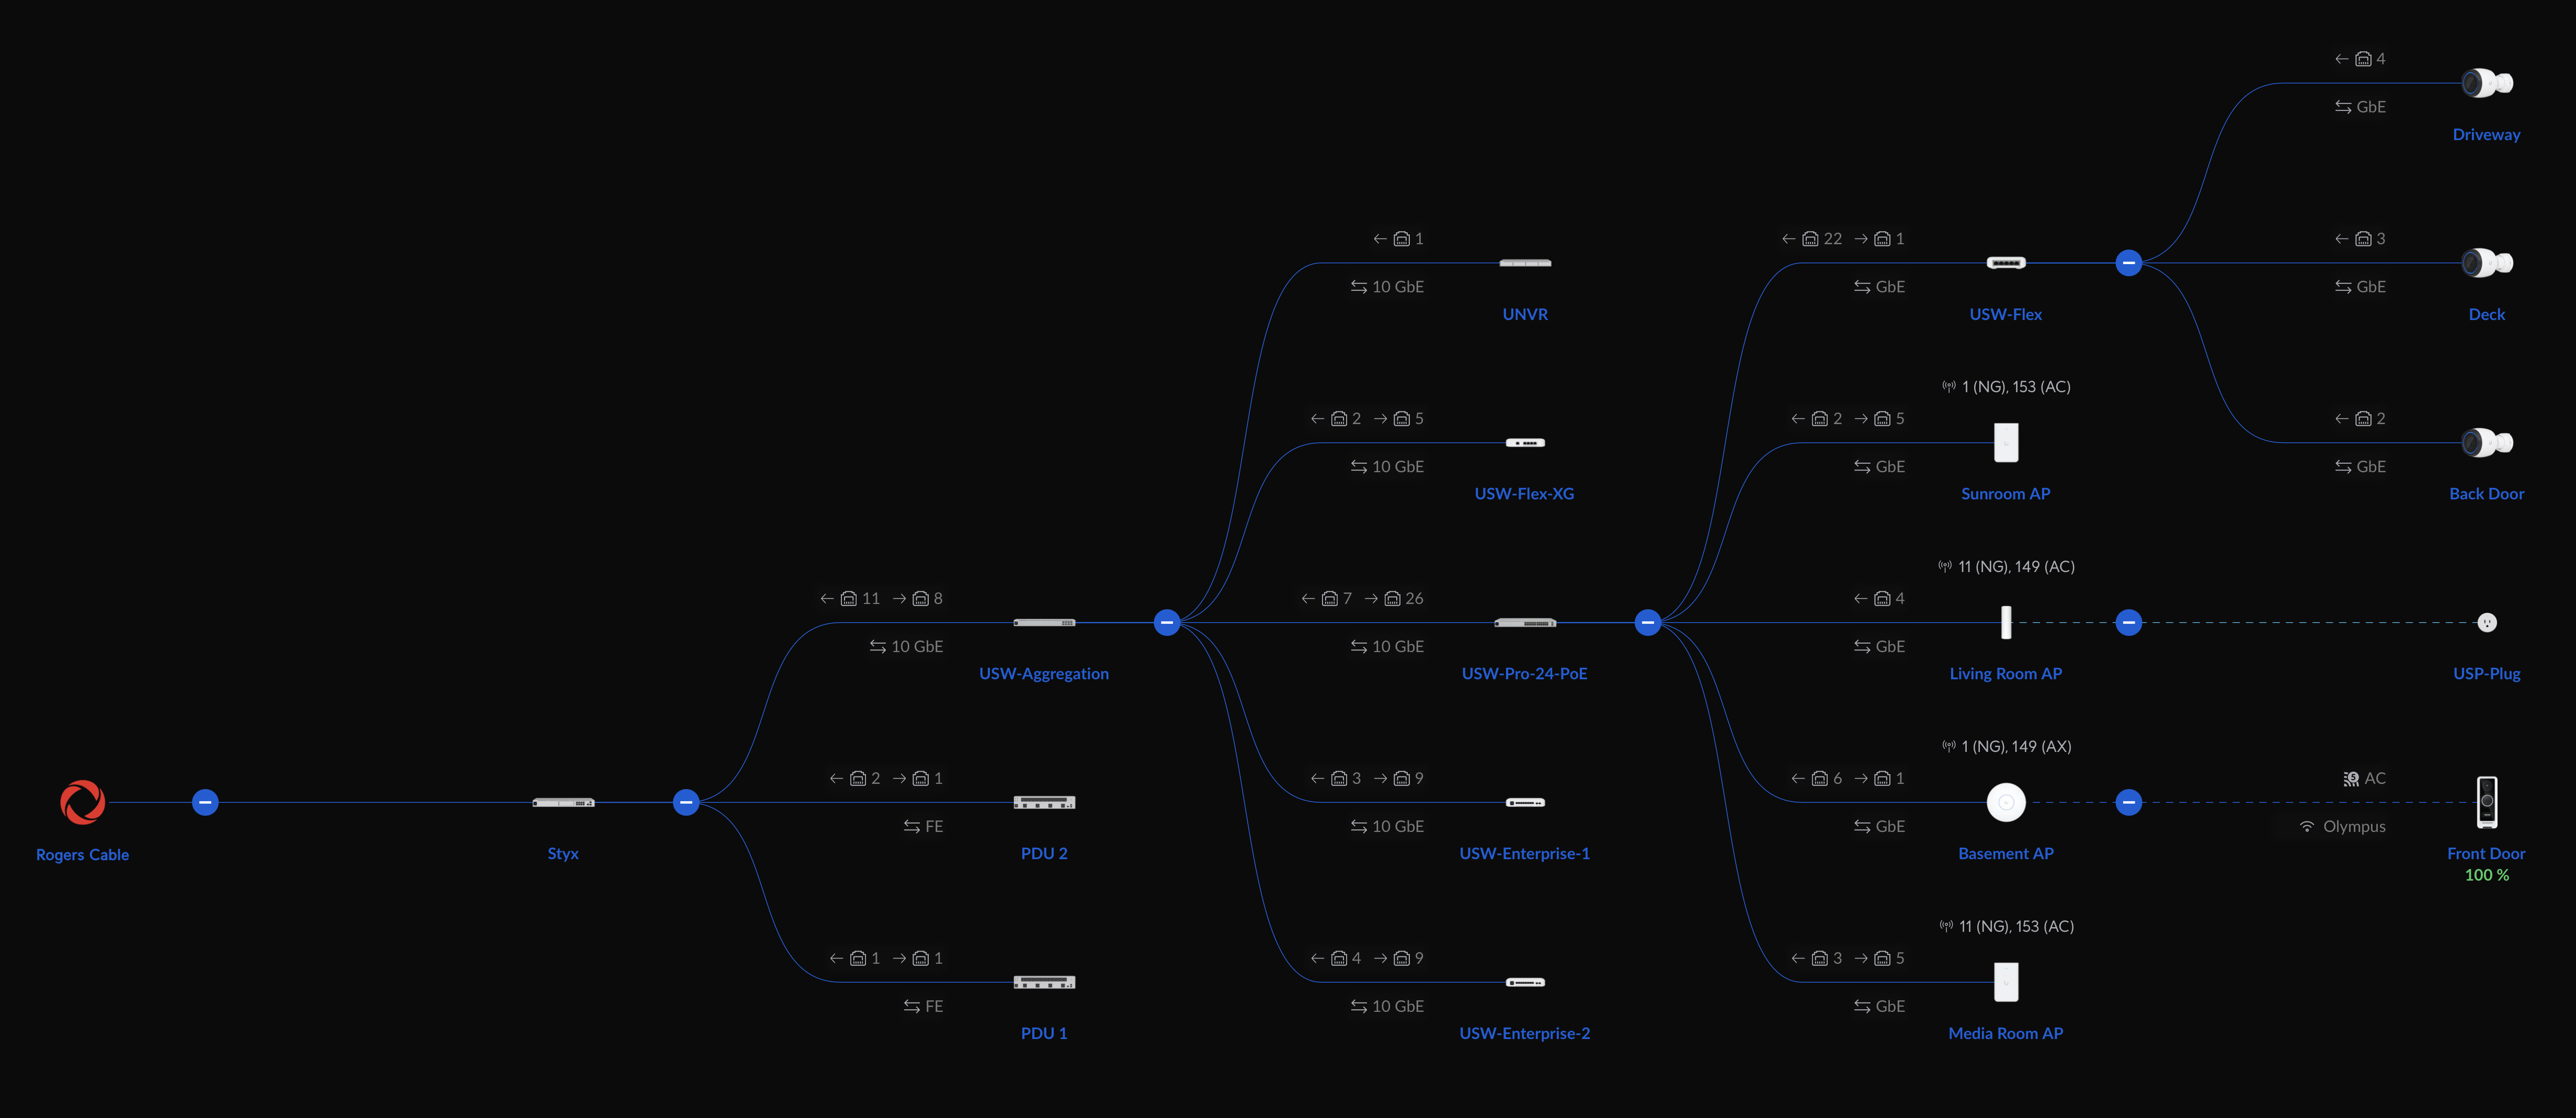 4
GbE
Driveway
1
10 GbE
UNVR
22 1
GbE
USW-Flex
3
GbE
Deck
2 5
10 GbE
USW-Flex-XG
1 (NG), 153 (AC)
2 5
GbE
Sunroom AP
2
GbE
Back Door
11 8
10 GbE
USW-Aggregation
7 26
10 GbE
USW-Pro-24-PoE
11 (NG), 149 (AC)
4
GbE
Living Room AP
USP-Plug
Rogers Cable
Styx
2 1
FE
PDU 2
3 9
10 GbE
USW-Enterprise-1
1 (NG), 149 (AX)
6 1
GbE
Basement AP
AC
Olympus
Front Door
100 %
1 1
FE
PDU 1
4 9
10 GbE
USW-Enterprise-2
11 (NG), 153 (AC)
3 5
GbE
Media Room AP